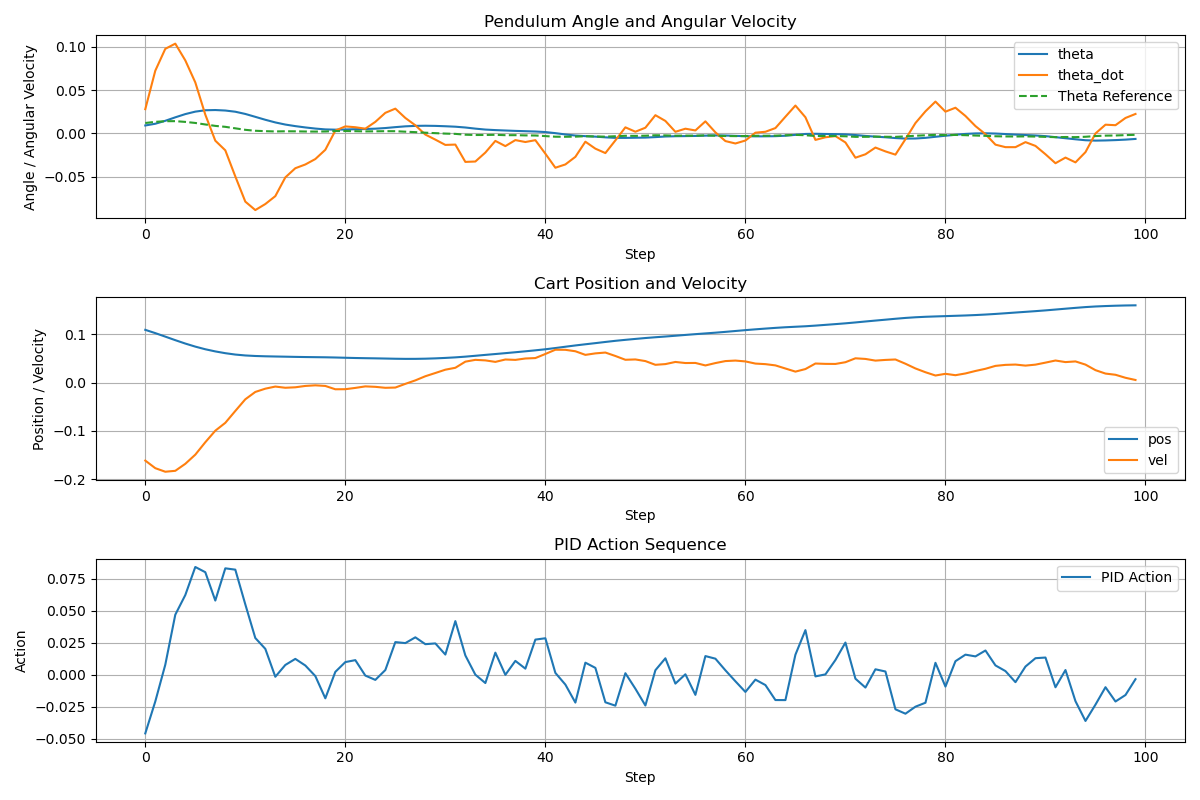 Pendulum Angle and Angular Velocity
Angle / Angular Velocity
0.10
0.05
0.00
−0.05
theta
theta_dot
Theta Reference
0 20 40 60 80 100
Step
Cart Position and Velocity
Position / Velocity
0.1
0.0
−0.1
−0.2
pos
vel
0 20 40 60 80 100
Step
PID Action Sequence
Action
0.075
0.050
0.025
0.000
−0.025
−0.050
PID Action
0 20 40 60 80 100
Step